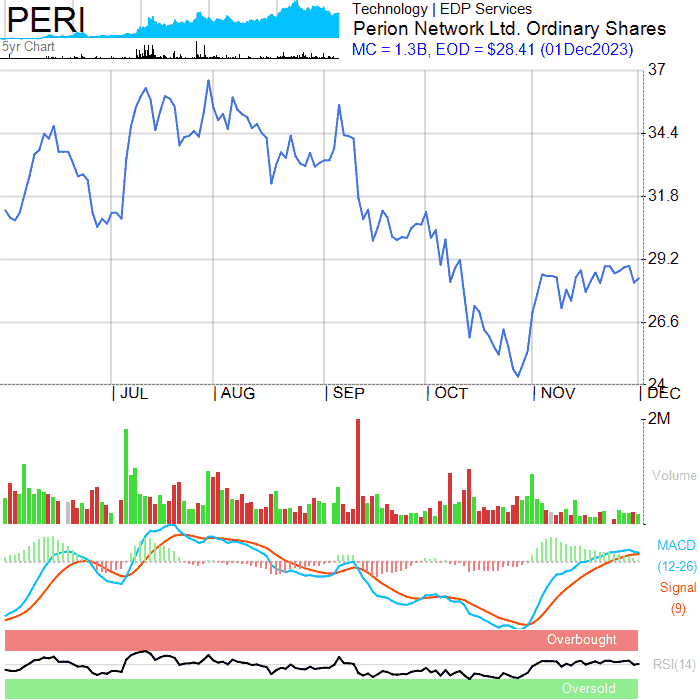 PERI
5yr Chart
Technology | EDP Services
Perion Network Ltd. Ordinary Shares
MC = 1.3B, EOD = $28.41 (01Dec2023)
37
34.4
31.8
29.2
26.6
24
JUL AUG SEP OCT NOV DEC
2M
Volume
MACD
(12-26)
Signal
(9)
Overbought
RSI(14)
Oversold